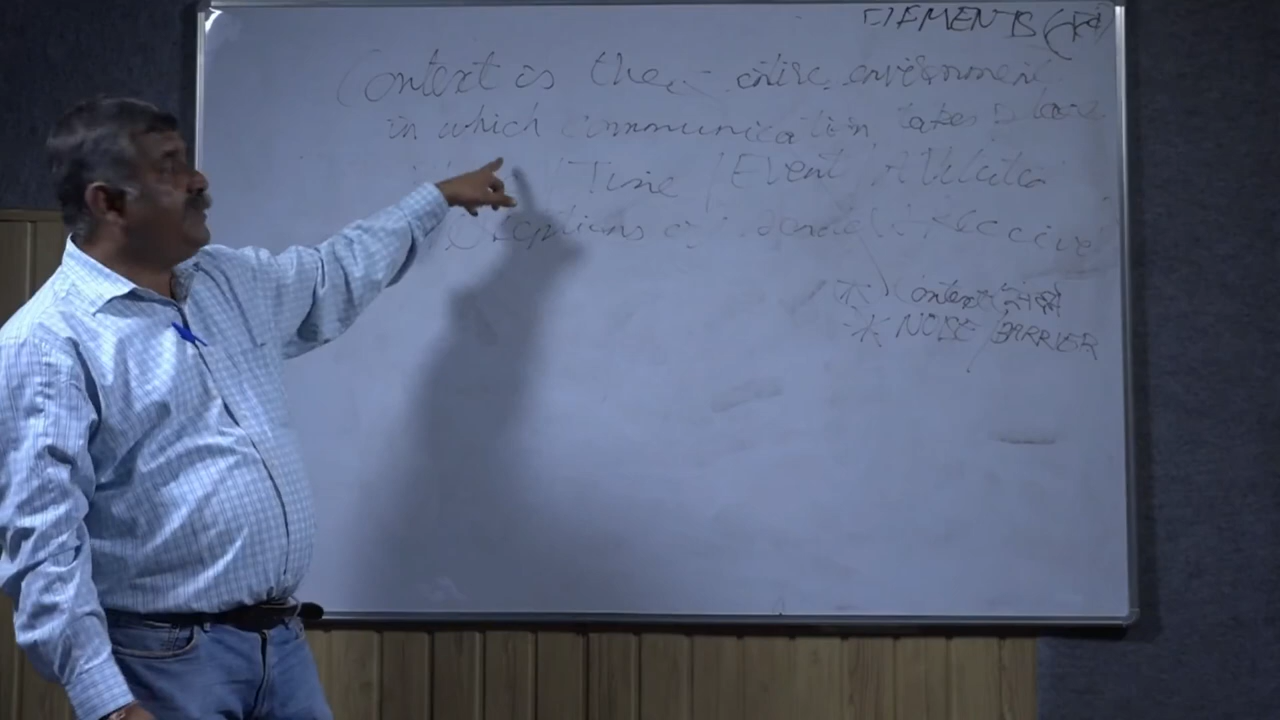 ELEMENTS
Context is the entire environment
in which communication takes place
/ Time / Event / Attitude
of sender & receiver
* Context (संदर्भ)
* NOISE / BARRIER